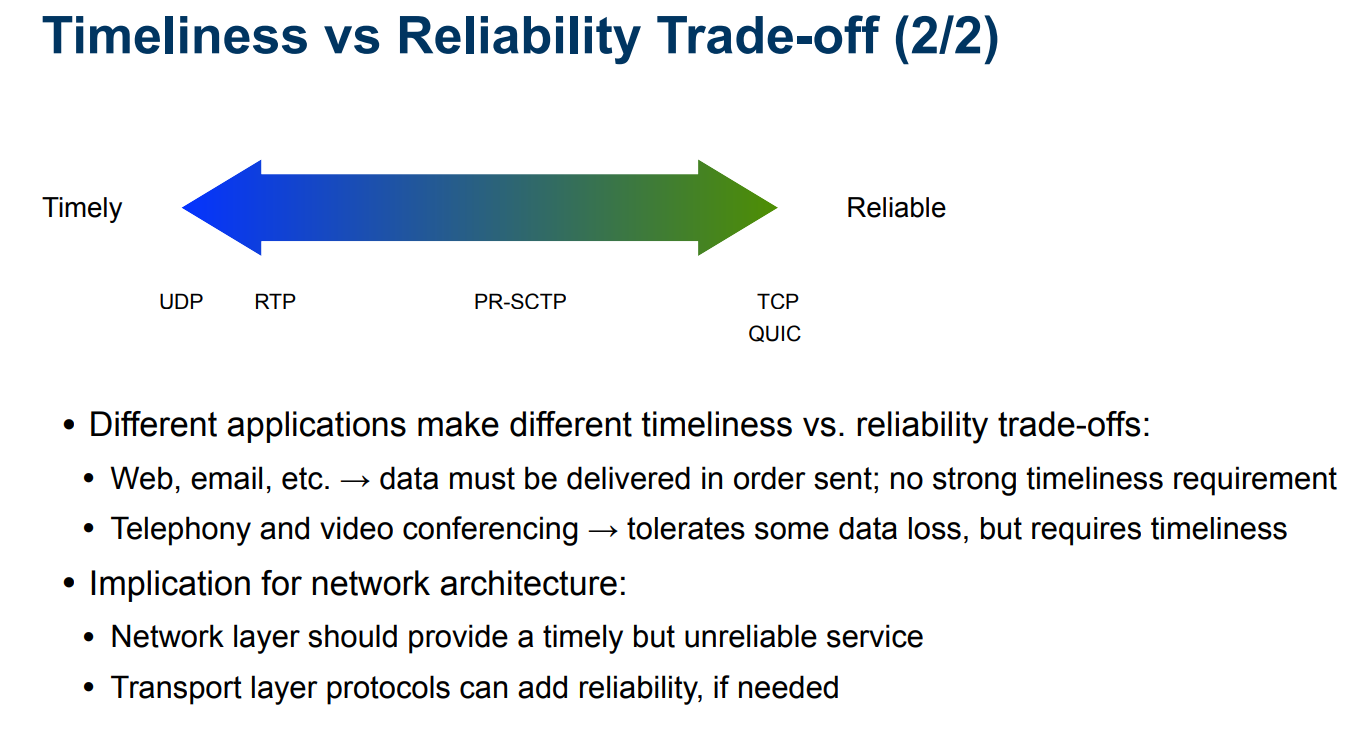 Timeliness vs Reliability Trade-off (2/2)
Timely
Reliable
UDP
RTP
PR-SCTP
TCP
QUIC
• Different applications make different timeliness vs. reliability trade-offs:
• Web, email, etc. → data must be delivered in order sent; no strong timeliness requirement
• Telephony and video conferencing → tolerates some data loss, but requires timeliness
• Implication for network architecture:
• Network layer should provide a timely but unreliable service
• Transport layer protocols can add reliability, if needed